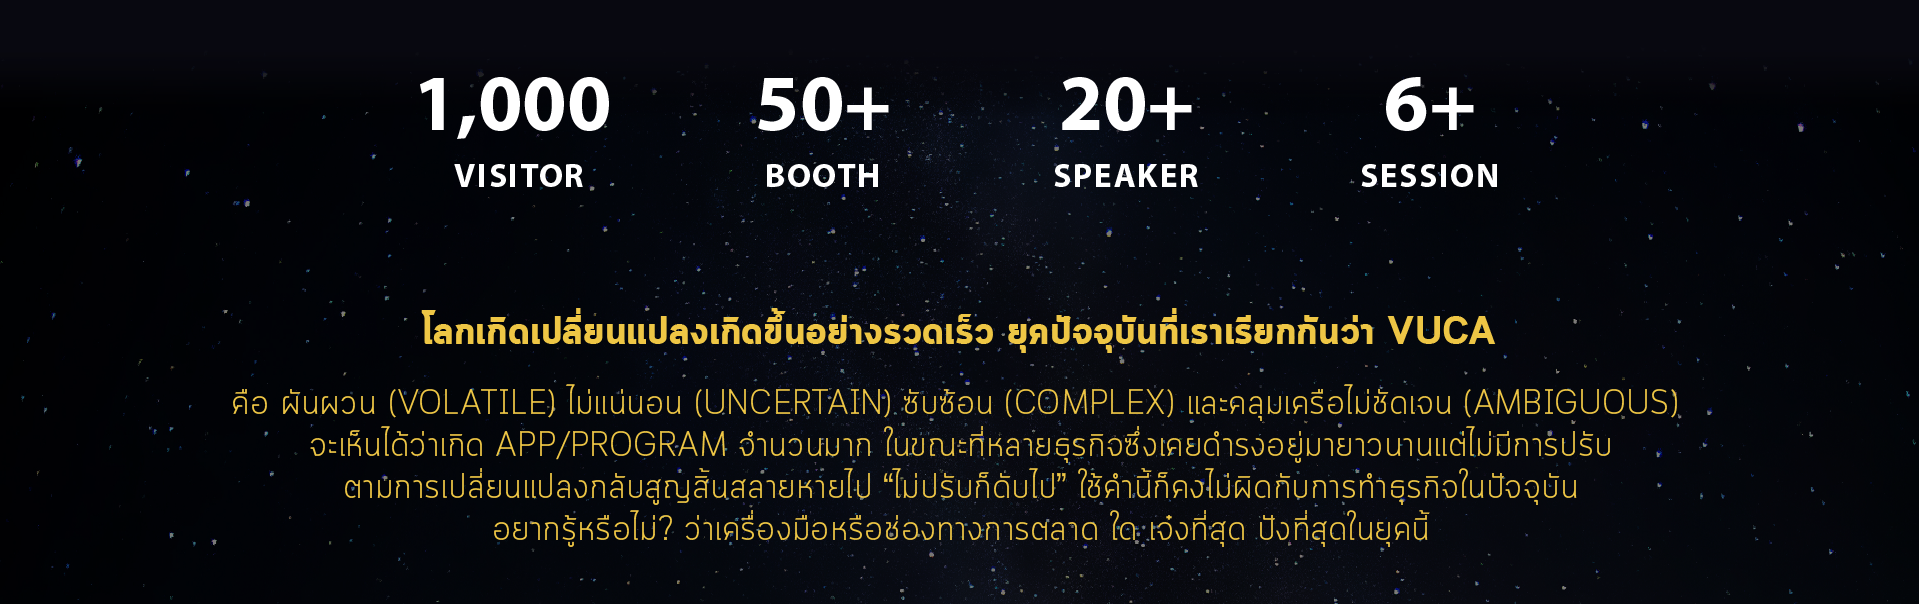 1,000 50+ 20+ 6+
VISITOR BOOTH SPEAKER SESSION
โลกเกิดเปลี่ยนแปลงเกิดขึ้นอย่างรวดเร็ว ยุคปัจจุบันที่เราเรียกกันว่า VUCA
คือ ผันผวน (VOLATILE) ไม่แน่นอน (UNCERTAIN) ซับซ้อน (COMPLEX) และคลุมเครือไม่ชัดเจน (AMBIGUOUS)
จะเห็นได้ว่าเกิด APP/PROGRAM จำนวนมาก ในขณะที่หลายธุรกิจซึ่งเคยดำรงอยู่มายาวนานแต่ไม่มีการปรับ
ตามการเปลี่ยนแปลงกลับสูญสิ้นสลายหายไป “ไม่ปรับก็ดับไป” ใช้คำนี้ก็คงไม่ผิดกับการทำธุรกิจในปัจจุบัน
อยากรู้หรือไม่? ว่าเครื่องมือหรือช่องทางการตลาด ใด เจ๋งที่สุด ปังที่สุดในยุคนี้